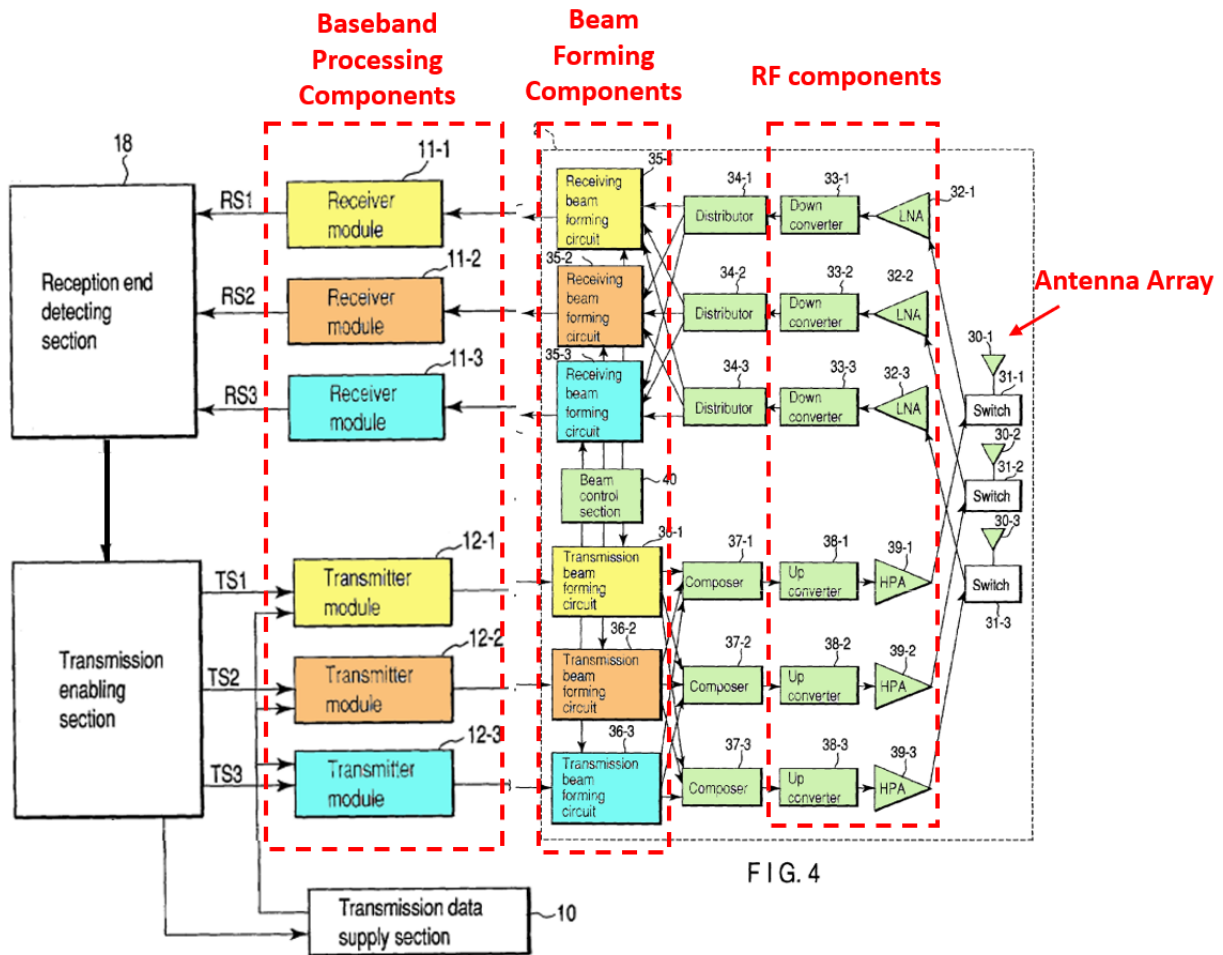 Baseband
Processing
Components
Beam
Forming
Components
RF components
Antenna Array
18
Reception end
detecting
section
RS1
RS2
RS3
11-1
Receiver
module
11-2
Receiver
module
11-3
Receiver
module
35-
Receiving
beam
forming
circuit
35-2
Receiving
beam
forming
circuit
35-3
Receiving
beam
forming
circuit
34-1
Distributor
33-1
Down
converter
32-1
LNA
34-2
Distributor
33-2
Down
converter
32-2
LNA
34-3
Distributor
33-3
Down
converter
32-3
LNA
30-1
31-1
Switch
30-2
31-2
Switch
30-3
Switch
31-3
40
Beam
control
section
Transmission
enabling
section
TS1
TS2
TS3
12-1
Transmitter
module
12-2
Transmitter
module
12-3
Transmitter
module
36-1
Transmission
beam
forming
circuit
36-2
Transmission
beam
forming
circuit
36-3
Transmission
beam
forming
circuit
37-1
Composer
38-1
Up
converter
39-1
HPA
37-2
Composer
38-2
Up
converter
39-2
HPA
37-3
Composer
38-3
Up
converter
39-3
HPA
FIG. 4
Transmission data
supply section
10